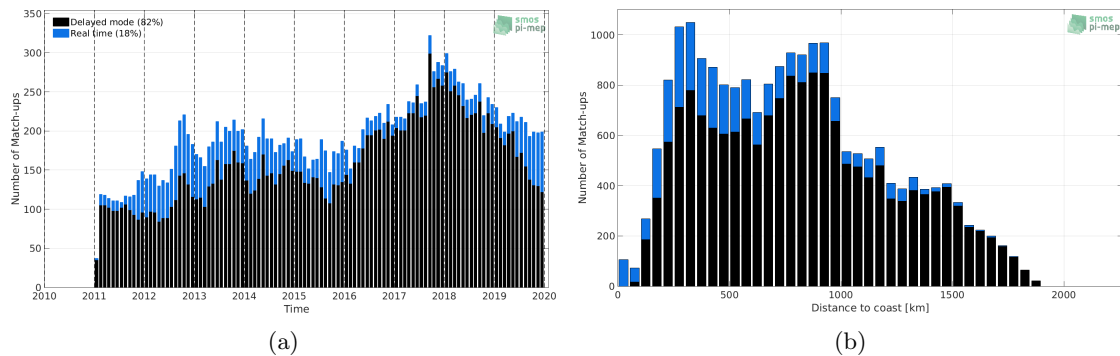 Delayed mode (82%)
Real time (18%)
smos
pi-mep
350
300
250
200
150
100
50
0
Number of Match-ups
2010 2011 2012 2013 2014 2015 2016 2017 2018 2019 2020
Time
(a)
smos
pi-mep
1000
800
600
400
200
0
Number of Match-ups
0 500 1000 1500 2000
Distance to coast [km]
(b)